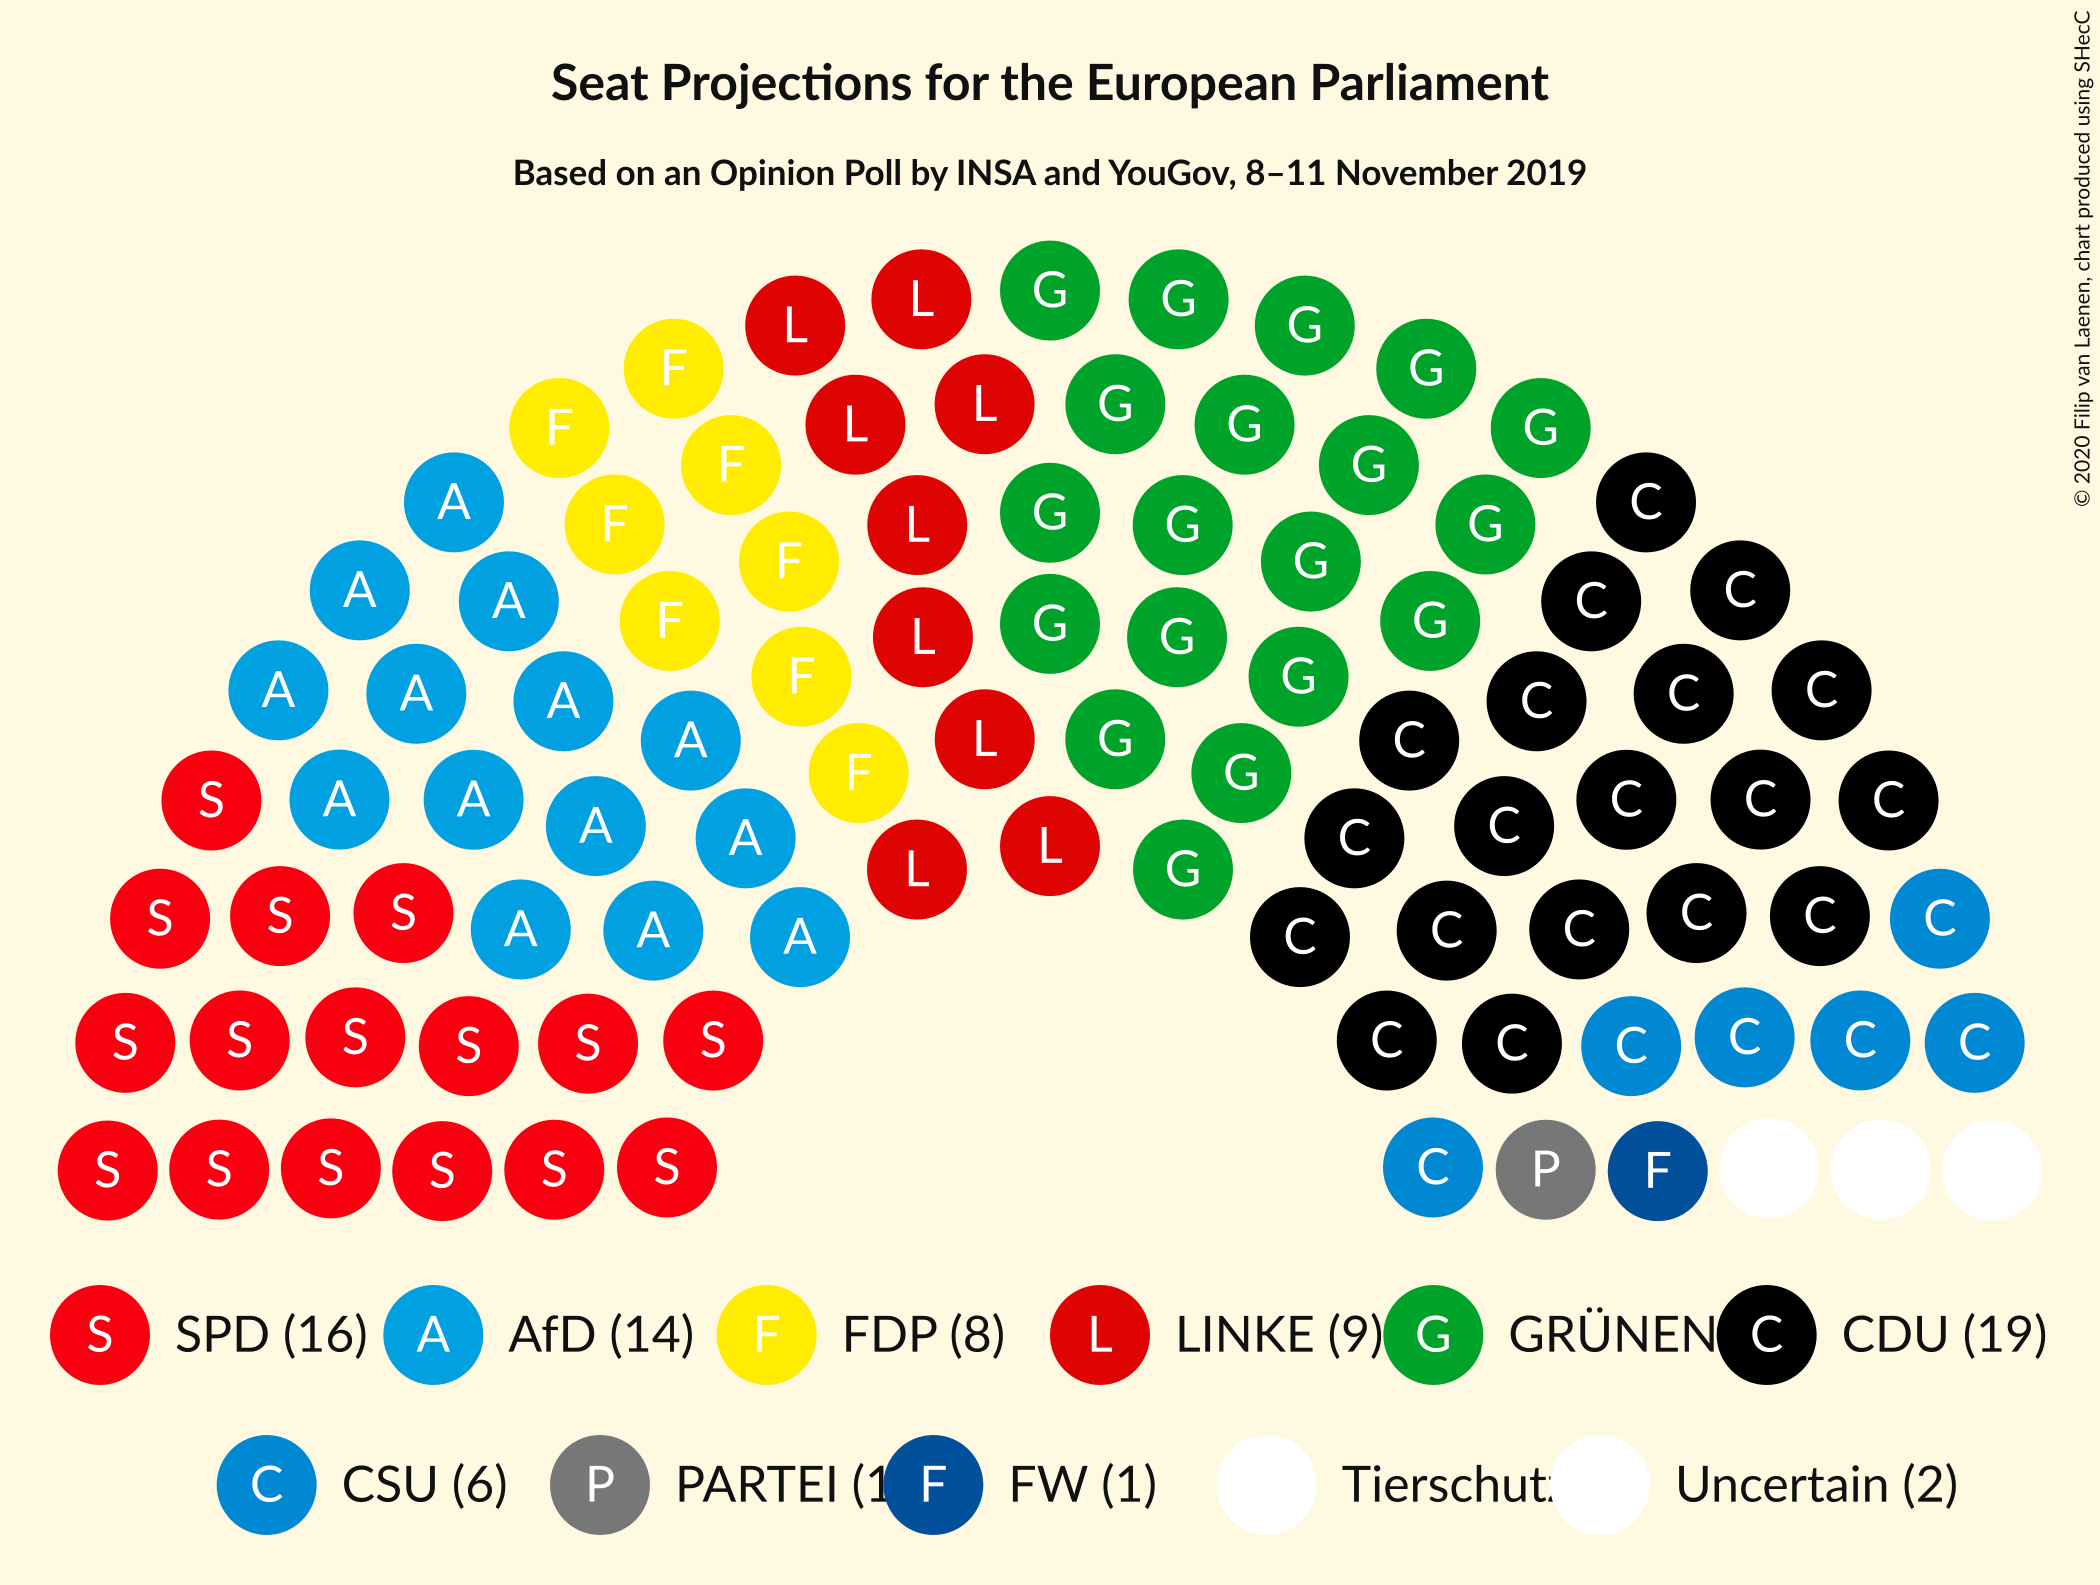 Seat Projections for the European Parliament
Based on an Opinion Poll by INSA and YouGov, 8–11 November 2019
© 2020 Filip van Laenen, chart produced using SHecC
L L G G G
F G
F L L G G G
A F G C
F L G G G
A A F G C C
F L G G G
A A A F G C C C
A L G C
S A A F G C C C
A A C C
L L G
S S S A A A C C C C C C
S S S S S S C C C C C C
S S S S S S C P F
S SPD (16) A AfD (14) F FDP (8) L LINKE (9) G GRÜNEN C CDU (19)
C CSU (6) P PARTEI (1 F FW (1) Tierschutz Uncertain (2)